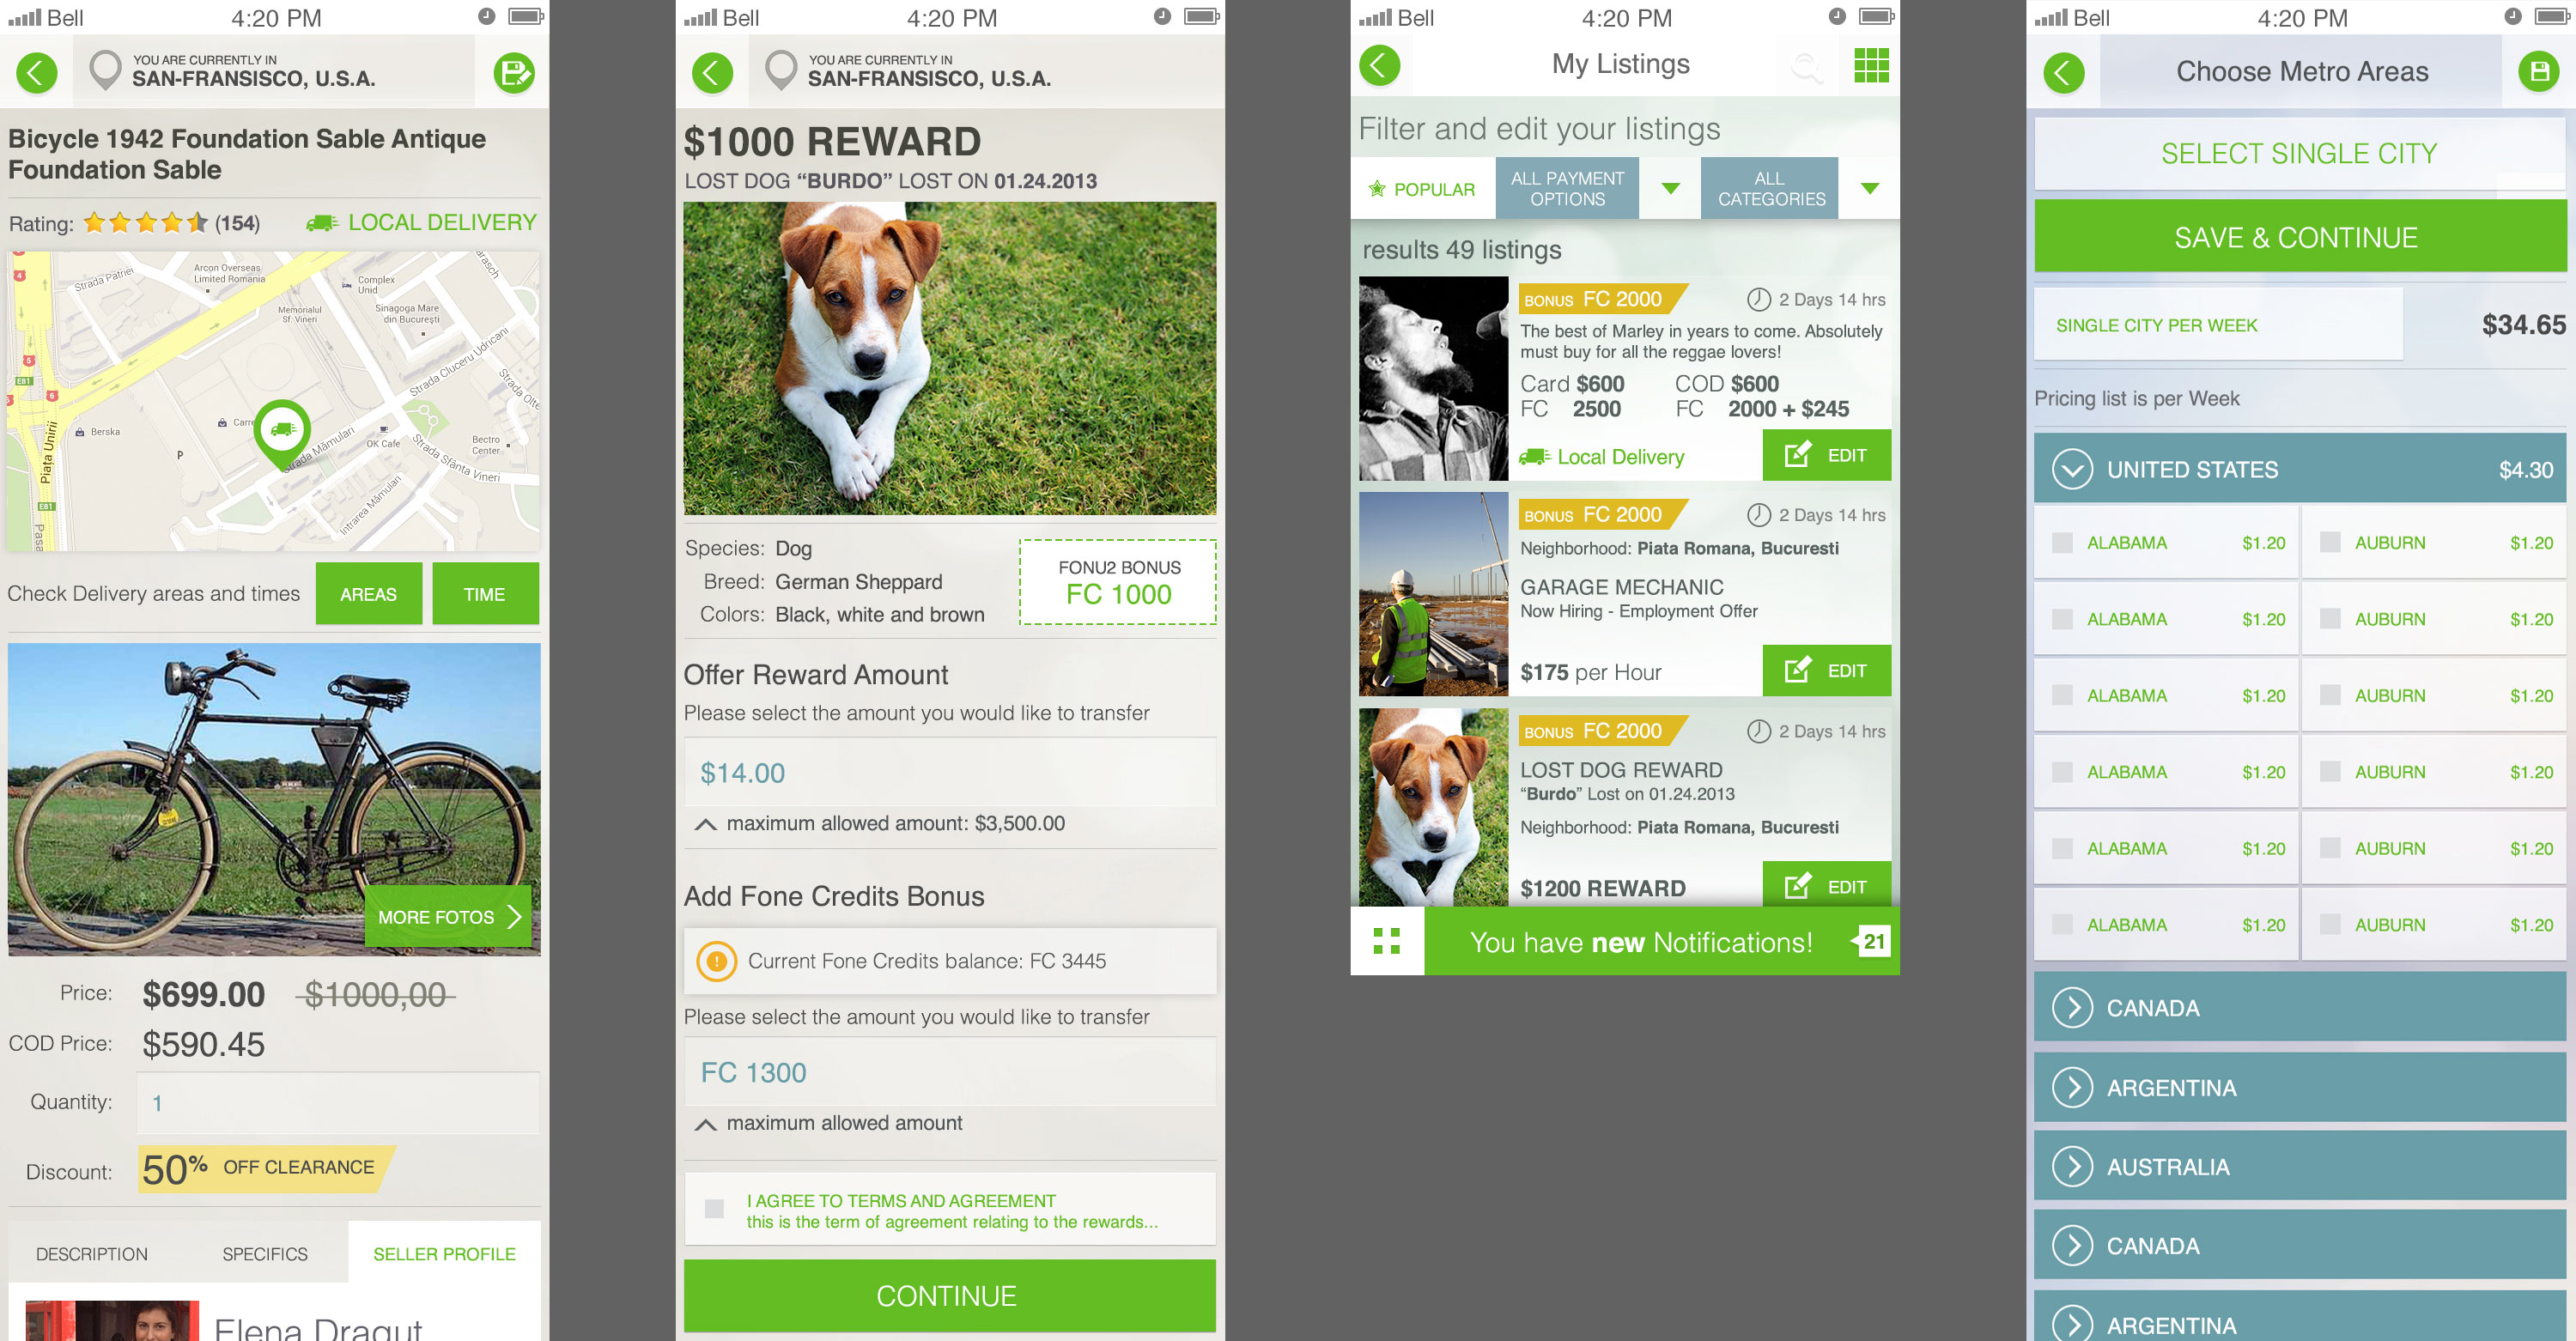 Bell 4:20 PM
YOU ARE CURRENTLY IN
SAN-FRANSISCO, U.S.A.
Bicycle 1942 Foundation Sable Antique
Foundation Sable
Rating: (154) LOCAL DELIVERY
Strada Patriei
Arcon Overseas
Limited Romania
Complex
Unid
Memorialul
Sf. Vineri
Sinagoga Mare
din București
Strada Cluceru Udricani
Berska
P
OK Cafe
Strada Mămulari
Bectro
Center
Strada Sfânta Vineri
Piața Unirii
E81
E81
Intrarea Mămulari
Check Delivery areas and times AREAS TIME
MORE FOTOS
Price: $699.00 $1000,00
COD Price: $590.45
Quantity: 1
Discount: 50% OFF CLEARANCE
DESCRIPTION SPECIFICS SELLER PROFILE
Elena Dragut
Bell 4:20 PM
YOU ARE CURRENTLY IN
SAN-FRANSISCO, U.S.A.
$1000 REWARD
LOST DOG “BURDO” LOST ON 01.24.2013
Species: Dog
Breed: German Sheppard
Colors: Black, white and brown
FONU2 BONUS
FC 1000
Offer Reward Amount
Please select the amount you would like to transfer
$14.00
maximum allowed amount: $3,500.00
Add Fone Credits Bonus
Current Fone Credits balance: FC 3445
Please select the amount you would like to transfer
FC 1300
maximum allowed amount
I AGREE TO TERMS AND AGREEMENT
this is the term of agreement relating to the rewards...
CONTINUE
Bell 4:20 PM
My Listings
Filter and edit your listings
POPULAR
ALL PAYMENT
OPTIONS
ALL
CATEGORIES
results 49 listings
BONUS FC 2000 2 Days 14 hrs
The best of Marley in years to come. Absolutely
must buy for all the reggae lovers!
Card $600 COD $600
FC 2500 FC 2000 + $245
Local Delivery EDIT
BONUS FC 2000 2 Days 14 hrs
Neighborhood: Piata Romana, Bucuresti
GARAGE MECHANIC
Now Hiring - Employment Offer
$175 per Hour EDIT
BONUS FC 2000 2 Days 14 hrs
LOST DOG REWARD
“Burdo” Lost on 01.24.2013
Neighborhood: Piata Romana, Bucuresti
$1200 REWARD EDIT
You have new Notifications! 21
Bell 4:20 PM
Choose Metro Areas
SELECT SINGLE CITY
SAVE & CONTINUE
SINGLE CITY PER WEEK $34.65
Pricing list is per Week
UNITED STATES $4.30
ALABAMA $1.20 AUBURN $1.20
ALABAMA $1.20 AUBURN $1.20
ALABAMA $1.20 AUBURN $1.20
ALABAMA $1.20 AUBURN $1.20
ALABAMA $1.20 AUBURN $1.20
ALABAMA $1.20 AUBURN $1.20
CANADA
ARGENTINA
AUSTRALIA
CANADA
ARGENTINA